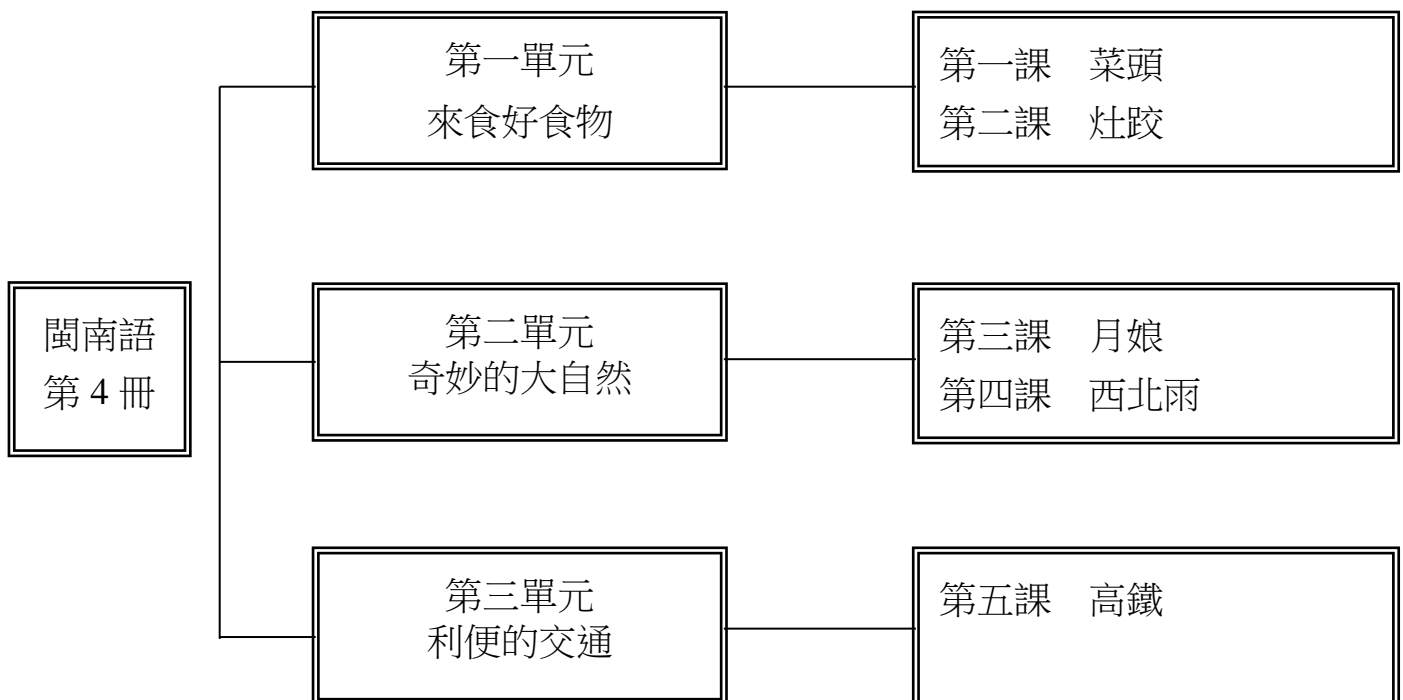 閩南語
第 4 冊
第一單元
來食好食物
第一課　菜頭
第二課　灶跤
第二單元
奇妙的大自然
第三課　月娘
第四課　西北雨
第三單元
利便的交通
第五課　高鐵